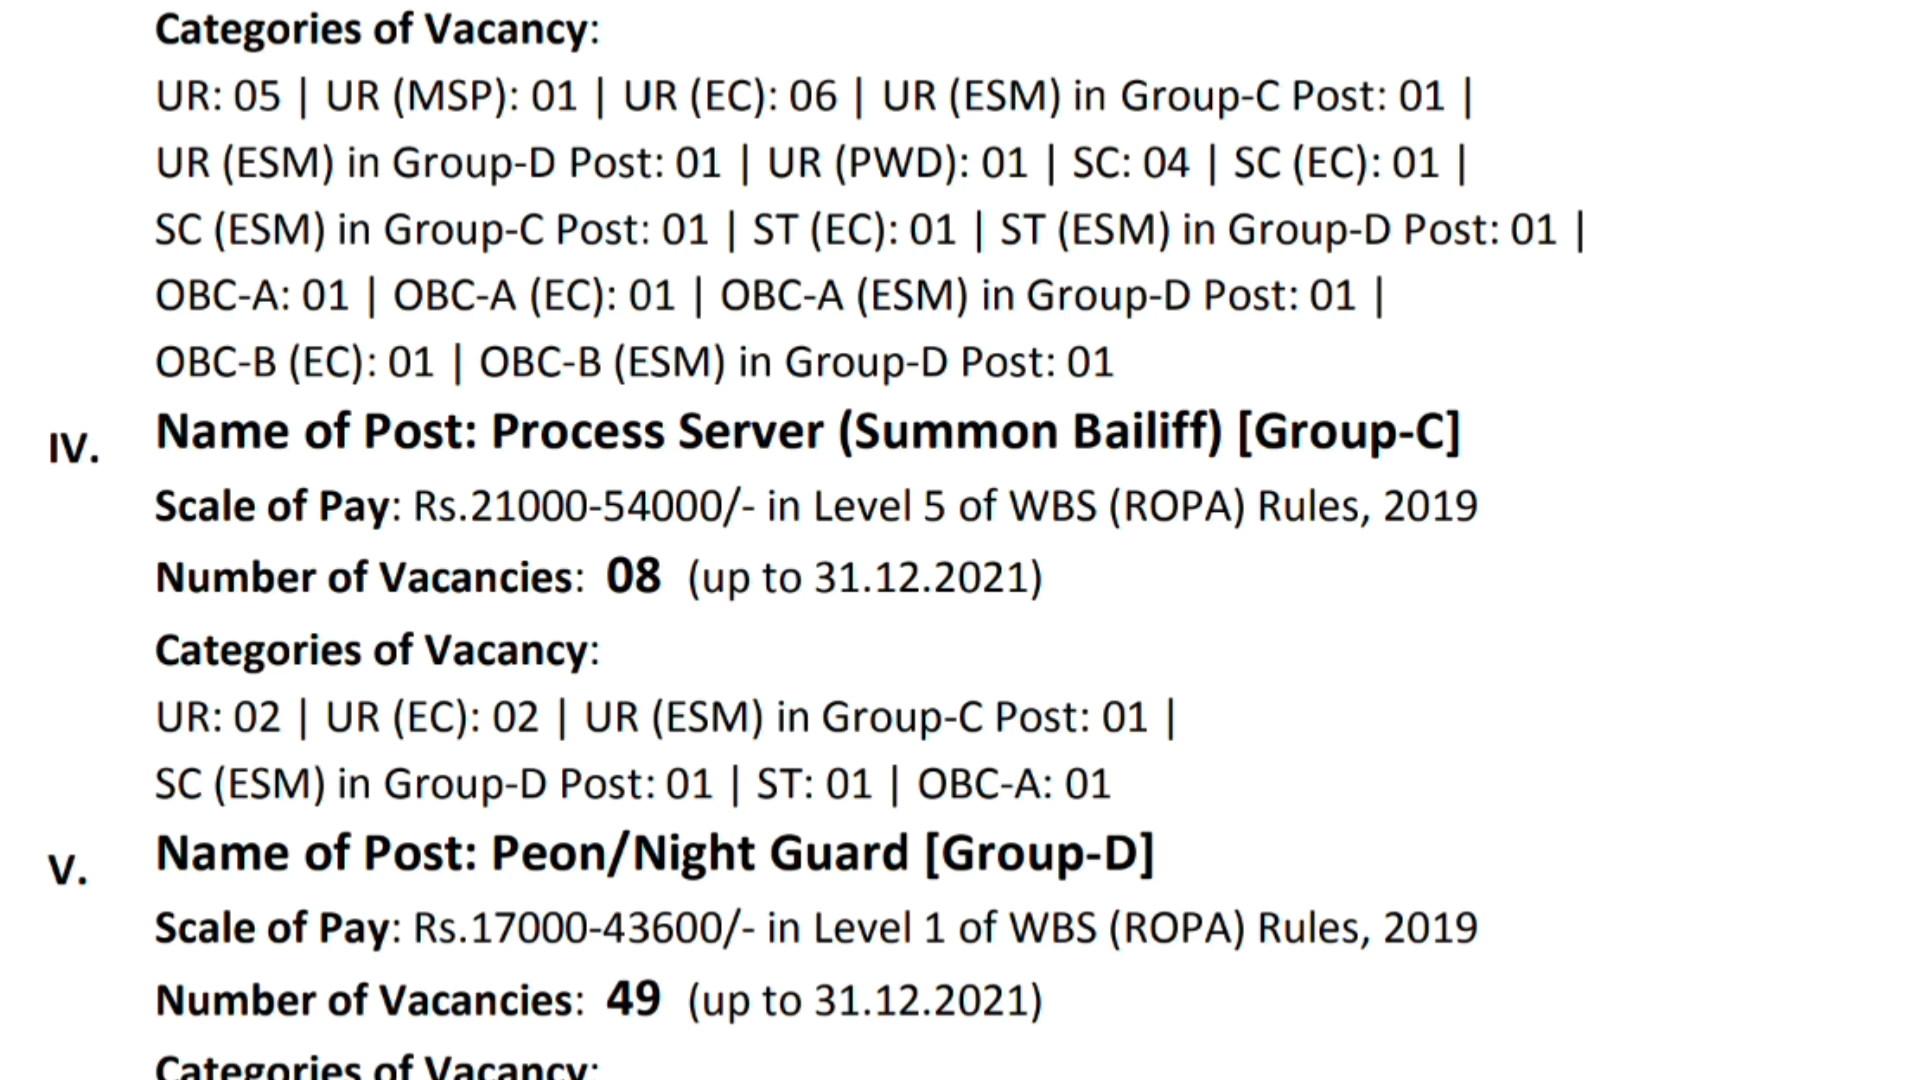 Categories of Vacancy:
UR: 05 | UR (MSP): 01 | UR (EC): 06 | UR (ESM) in Group-C Post: 01 |
UR (ESM) in Group-D Post: 01 | UR (PWD): 01 | SC: 04 | SC (EC): 01 |
SC (ESM) in Group-C Post: 01 | ST (EC): 01 | ST (ESM) in Group-D Post: 01 |
OBC-A: 01 | OBC-A (EC): 01 | OBC-A (ESM) in Group-D Post: 01 |
OBC-B (EC): 01 | OBC-B (ESM) in Group-D Post: 01
IV. Name of Post: Process Server (Summon Bailiff) [Group-C]
Scale of Pay: Rs.21000-54000/- in Level 5 of WBS (ROPA) Rules, 2019
Number of Vacancies: 08 (up to 31.12.2021)
Categories of Vacancy:
UR: 02 | UR (EC): 02 | UR (ESM) in Group-C Post: 01 |
SC (ESM) in Group-D Post: 01 | ST: 01 | OBC-A: 01
V. Name of Post: Peon/Night Guard [Group-D]
Scale of Pay: Rs.17000-43600/- in Level 1 of WBS (ROPA) Rules, 2019
Number of Vacancies: 49 (up to 31.12.2021)
Categories of Vacancy: